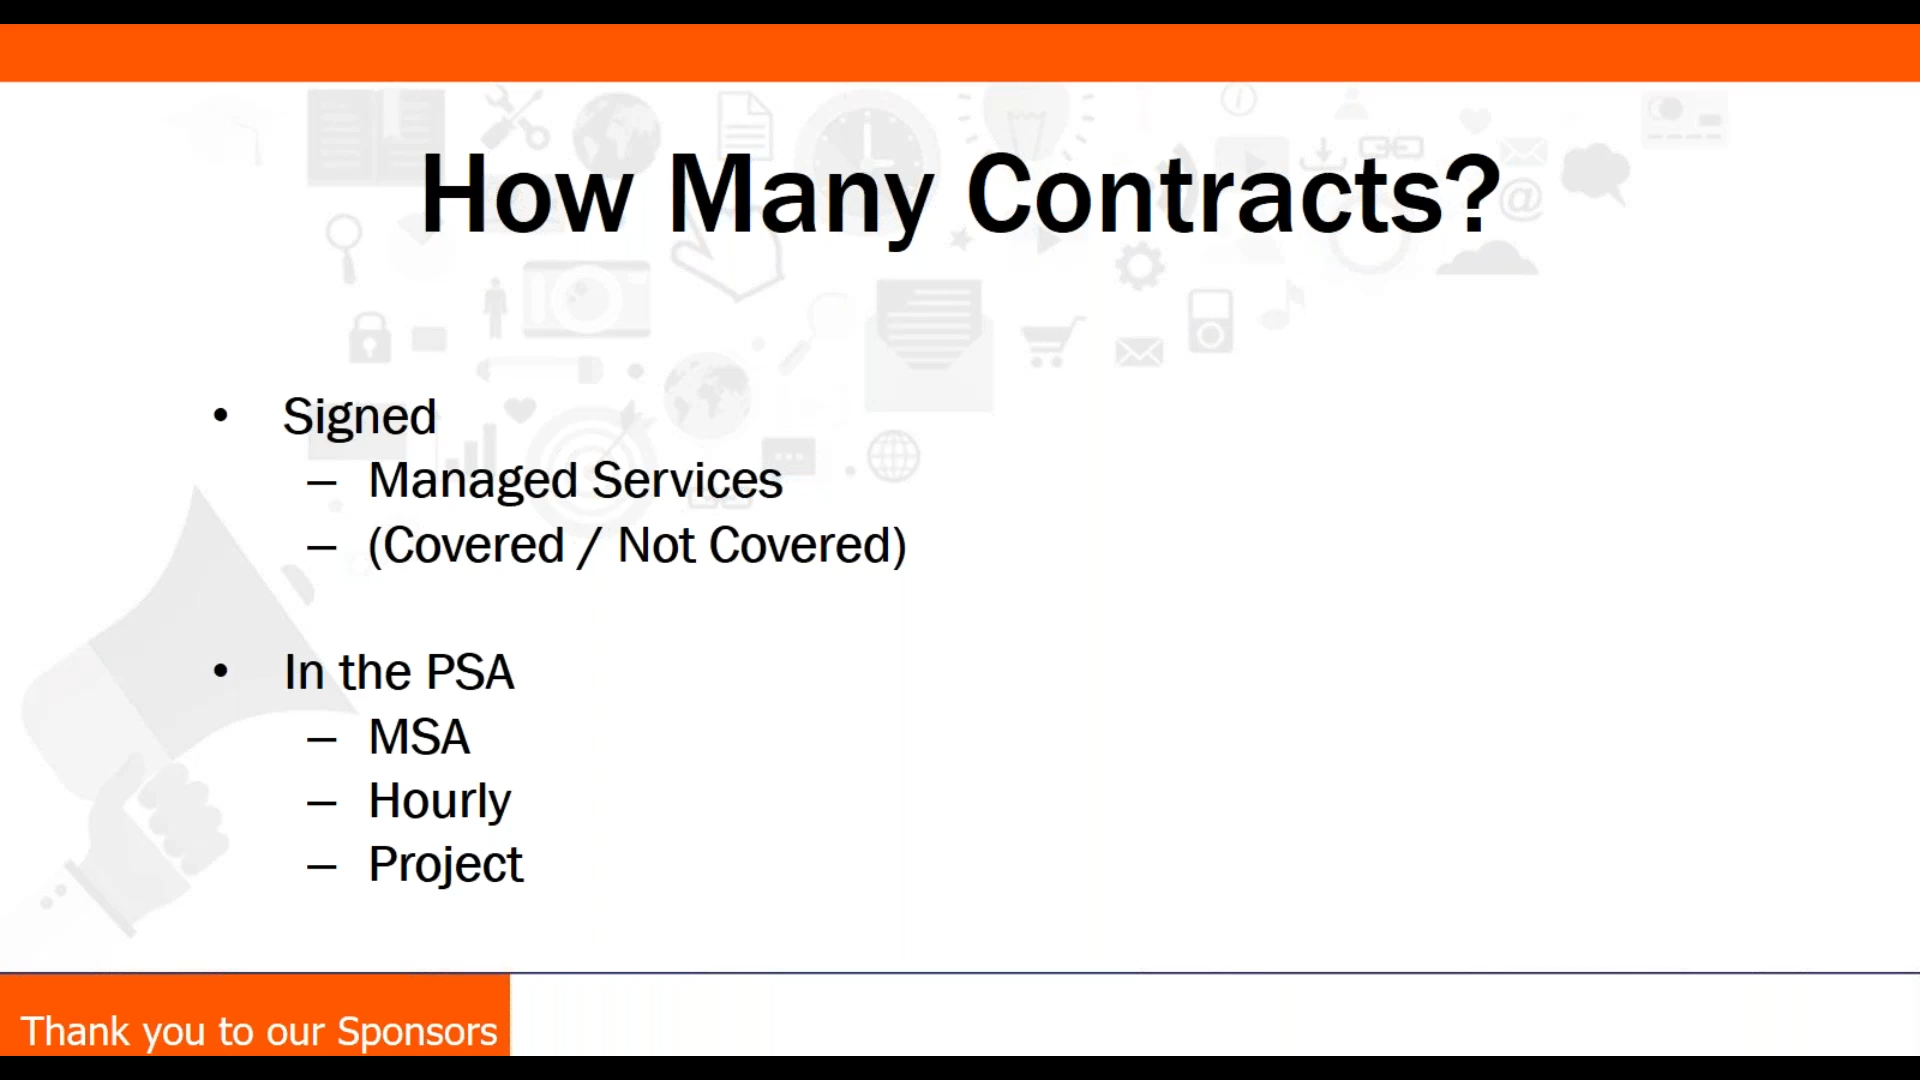 How Many Contracts?
• Signed
– Managed Services
– (Covered / Not Covered)
• In the PSA
– MSA
– Hourly
– Project
Thank you to our Sponsors